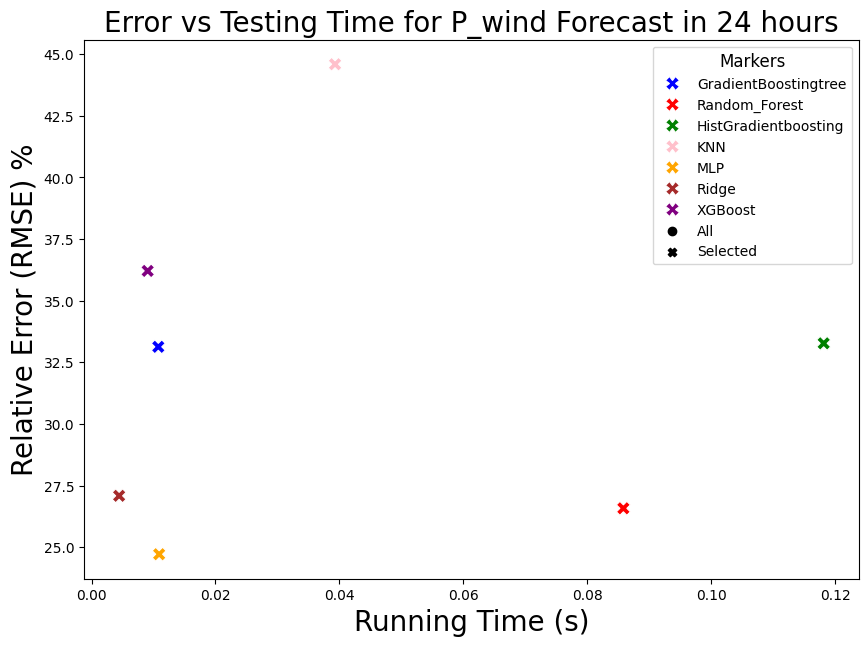 Error vs Testing Time for P_wind Forecast in 24 hours
Relative Error (RMSE) %
45.0
42.5
40.0
37.5
35.0
32.5
30.0
27.5
25.0
Markers
GradientBoostingtree
Random_Forest
HistGradientboosting
KNN
MLP
Ridge
XGBoost
All
Selected
0.00 0.02 0.04 0.06 0.08 0.10 0.12
Running Time (s)